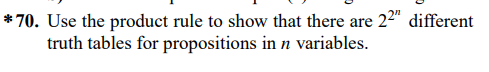 *70. Use the product rule to show that there are 2^{2^n} different
truth tables for propositions in n variables.